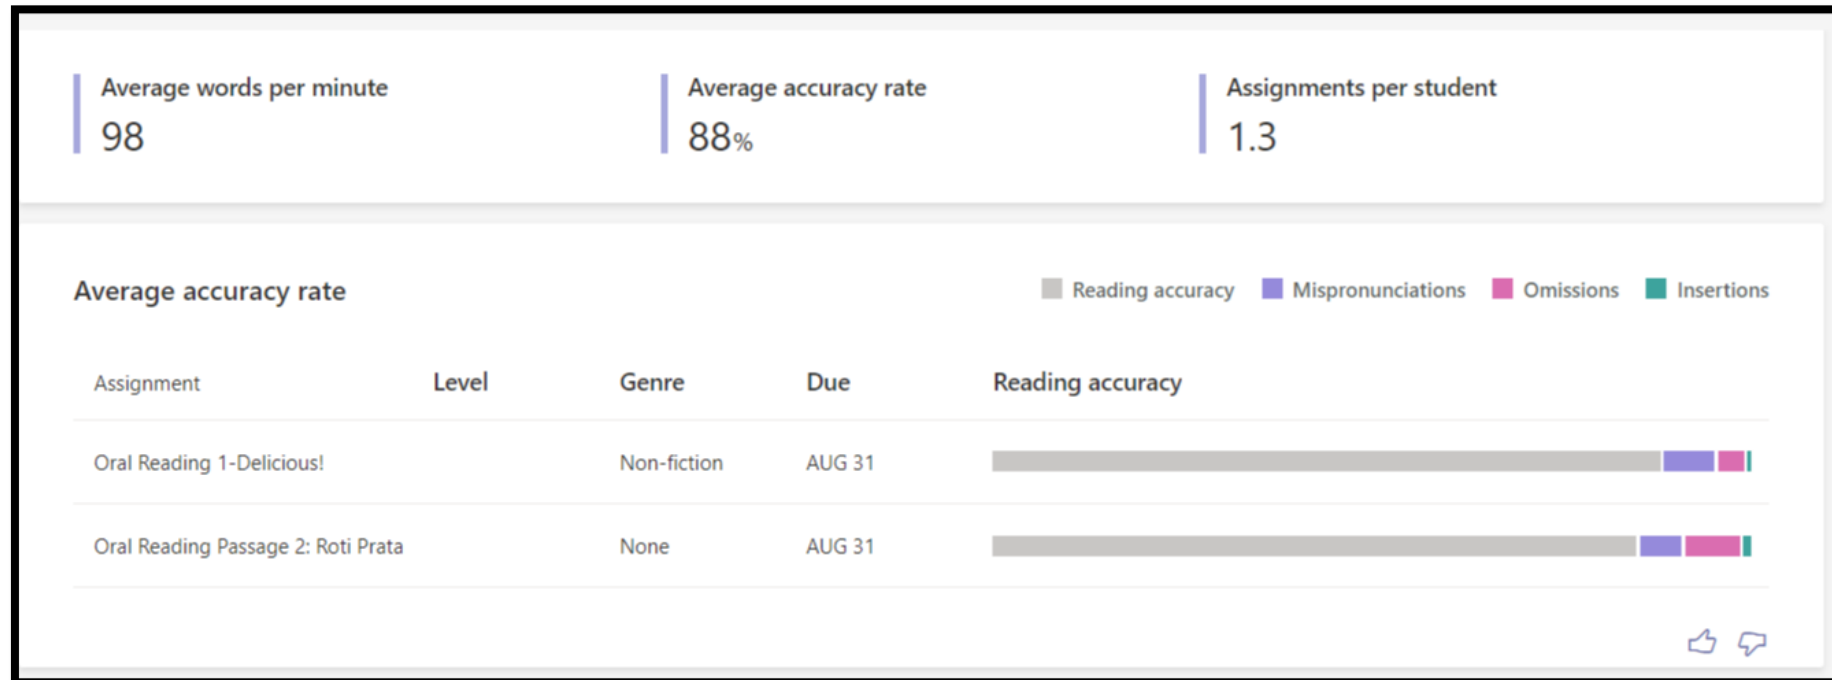 Average words per minute
98
Average accuracy rate
88%
Assignments per student
1.3
Average accuracy rate
Reading accuracy Mispronunciations Omissions Insertions
Assignment Level Genre Due Reading accuracy
Oral Reading 1-Delicious! Non-fiction AUG 31
Oral Reading Passage 2: Roti Prata None AUG 31